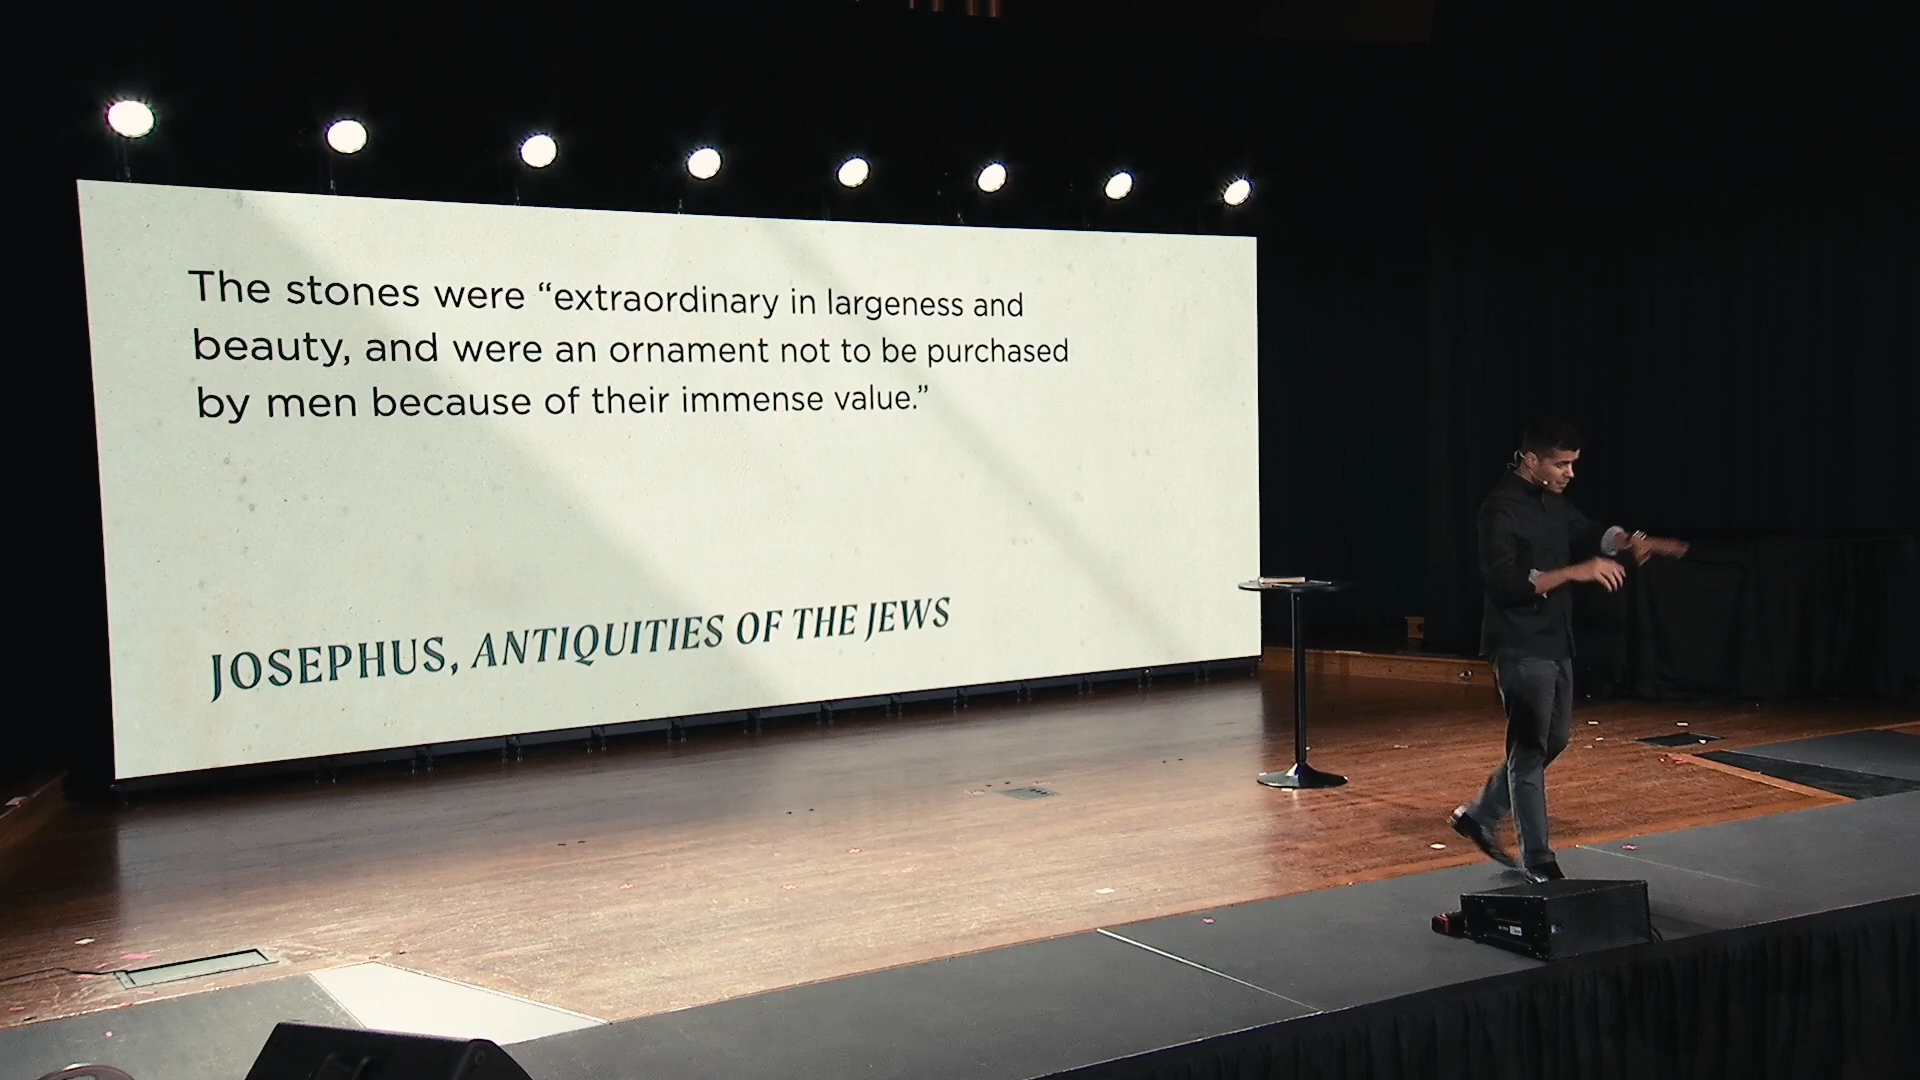 The stones were “extraordinary in largeness and
beauty, and were an ornament not to be purchased
by men because of their immense value.”
JOSEPHUS, ANTIQUITIES OF THE JEWS